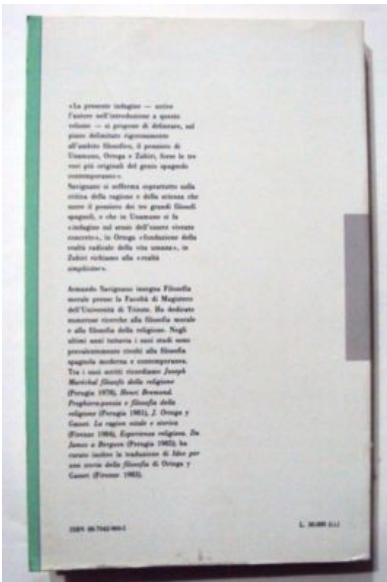 «La presente indagine — scrive
l'autore nell'introduzione a questo
volume — si propone di delineare, sul
piano delimitato rigorosamente
all'ambito filosofico, il pensiero di
Unamuno, Ortega e Zubiri, forse le tre
voci più originali del genio spagnolo
contemporaneo».
Savignano si sofferma soprattutto sulla
critica della ragione e della scienza che
sorre il pensiero dei tre grandi filosofi
spagnoli, e che in Unamuno si fa
«indagine sul senso dell'essere vivente
concreto», in Ortega «fondazione della
realtà radicale della vita umana», in
Zubiri richiamo alla «realtà
simpliciter».
Armando Savignano insegna Filosofia
morale presso la Facoltà di Magistero
dell'Università di Trieste. Ha dedicato
numerose ricerche alla filosofia morale
e alla filosofia della religione. Negli
ultimi anni tuttavia i suoi studi sono
prevalentemente rivolti alla filosofia
spagnola moderna e contemporanea.
Tra i suoi scritti ricordiamo Joseph
Maréchal filosofo della religione
(Perugia 1978), Henri Bremond.
Preghiera-poesia e filosofia della
religione (Perugia 1981), J. Ortega y
Gasset. La ragion vitale e storica
(Firenze 1984), Esperienza religiosa. Da
James a Bergson (Perugia 1985); ha
curato inoltre la traduzione di Idee per
una storia della filosofia di Ortega y
Gasset (Firenze 1983).
ISBN
L. 30.000 (i.i.)